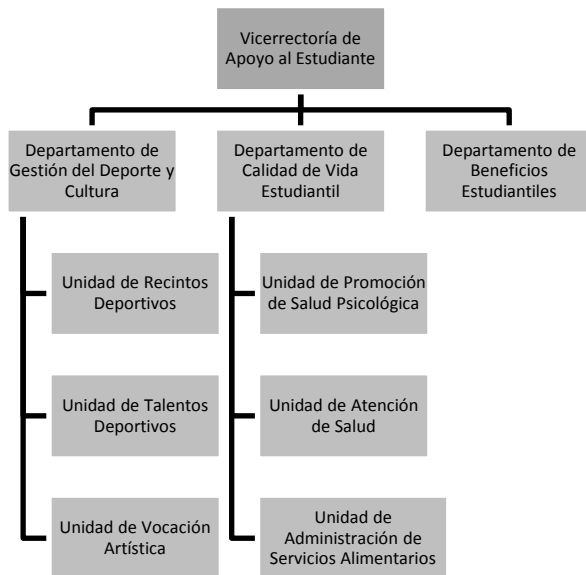 Vicerrectoría de
Apoyo al Estudiante
Departamento de
Gestión del Deporte y
Cultura
Departamento de
Calidad de Vida
Estudiantil
Departamento de
Beneficios
Estudiantiles
Unidad de Recintos
Deportivos
Unidad de Promoción
de Salud Psicológica
Unidad de Talentos
Deportivos
Unidad de Atención
de Salud
Unidad de Vocación
Artística
Unidad de
Administración de
Servicios Alimentarios